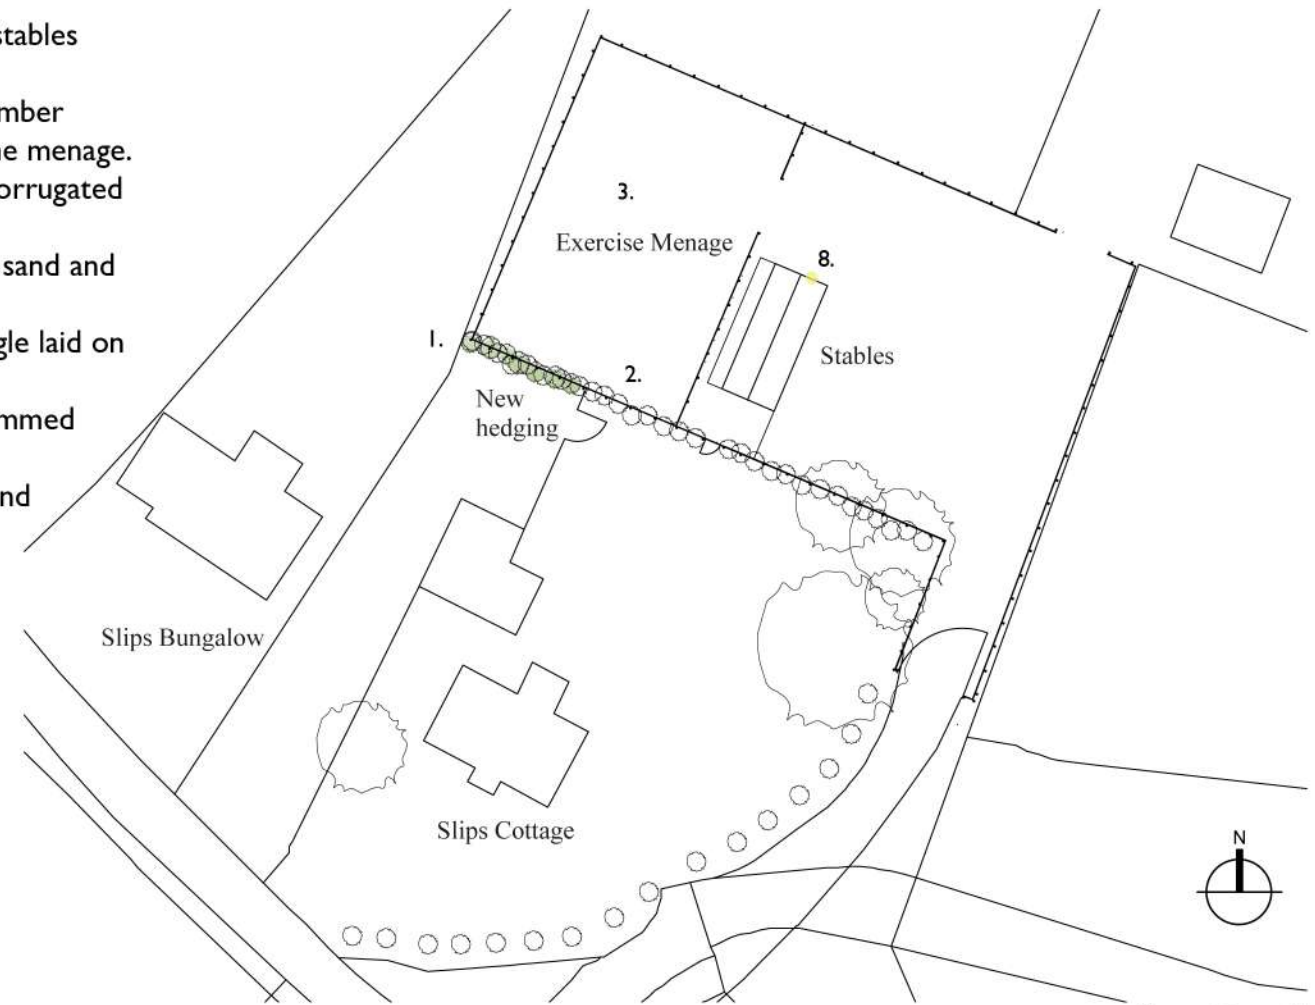 stables
mber
ne menage.
orrugated
sand and
gle laid on
mmed
nd
3.
Exercise Menage
8.
1.
2.
Stables
New
hedging
Slips Bungalow
Slips Cottage
N